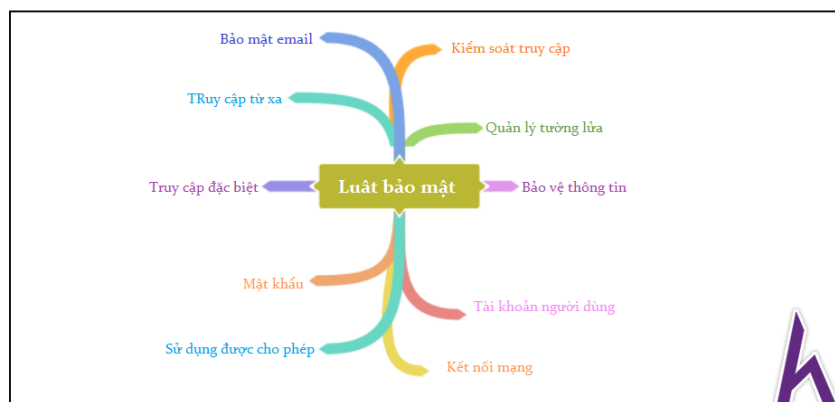 Bảo mật email
Kiểm soát truy cập
TRuy cập từ xa
Quản lý tường lửa
Truy cập đặc biệt
Luât bảo mật
Bảo vệ thông tin
Mật khẩu
Tài khoản người dùng
Sử dụng được cho phép
Kết nối mạng